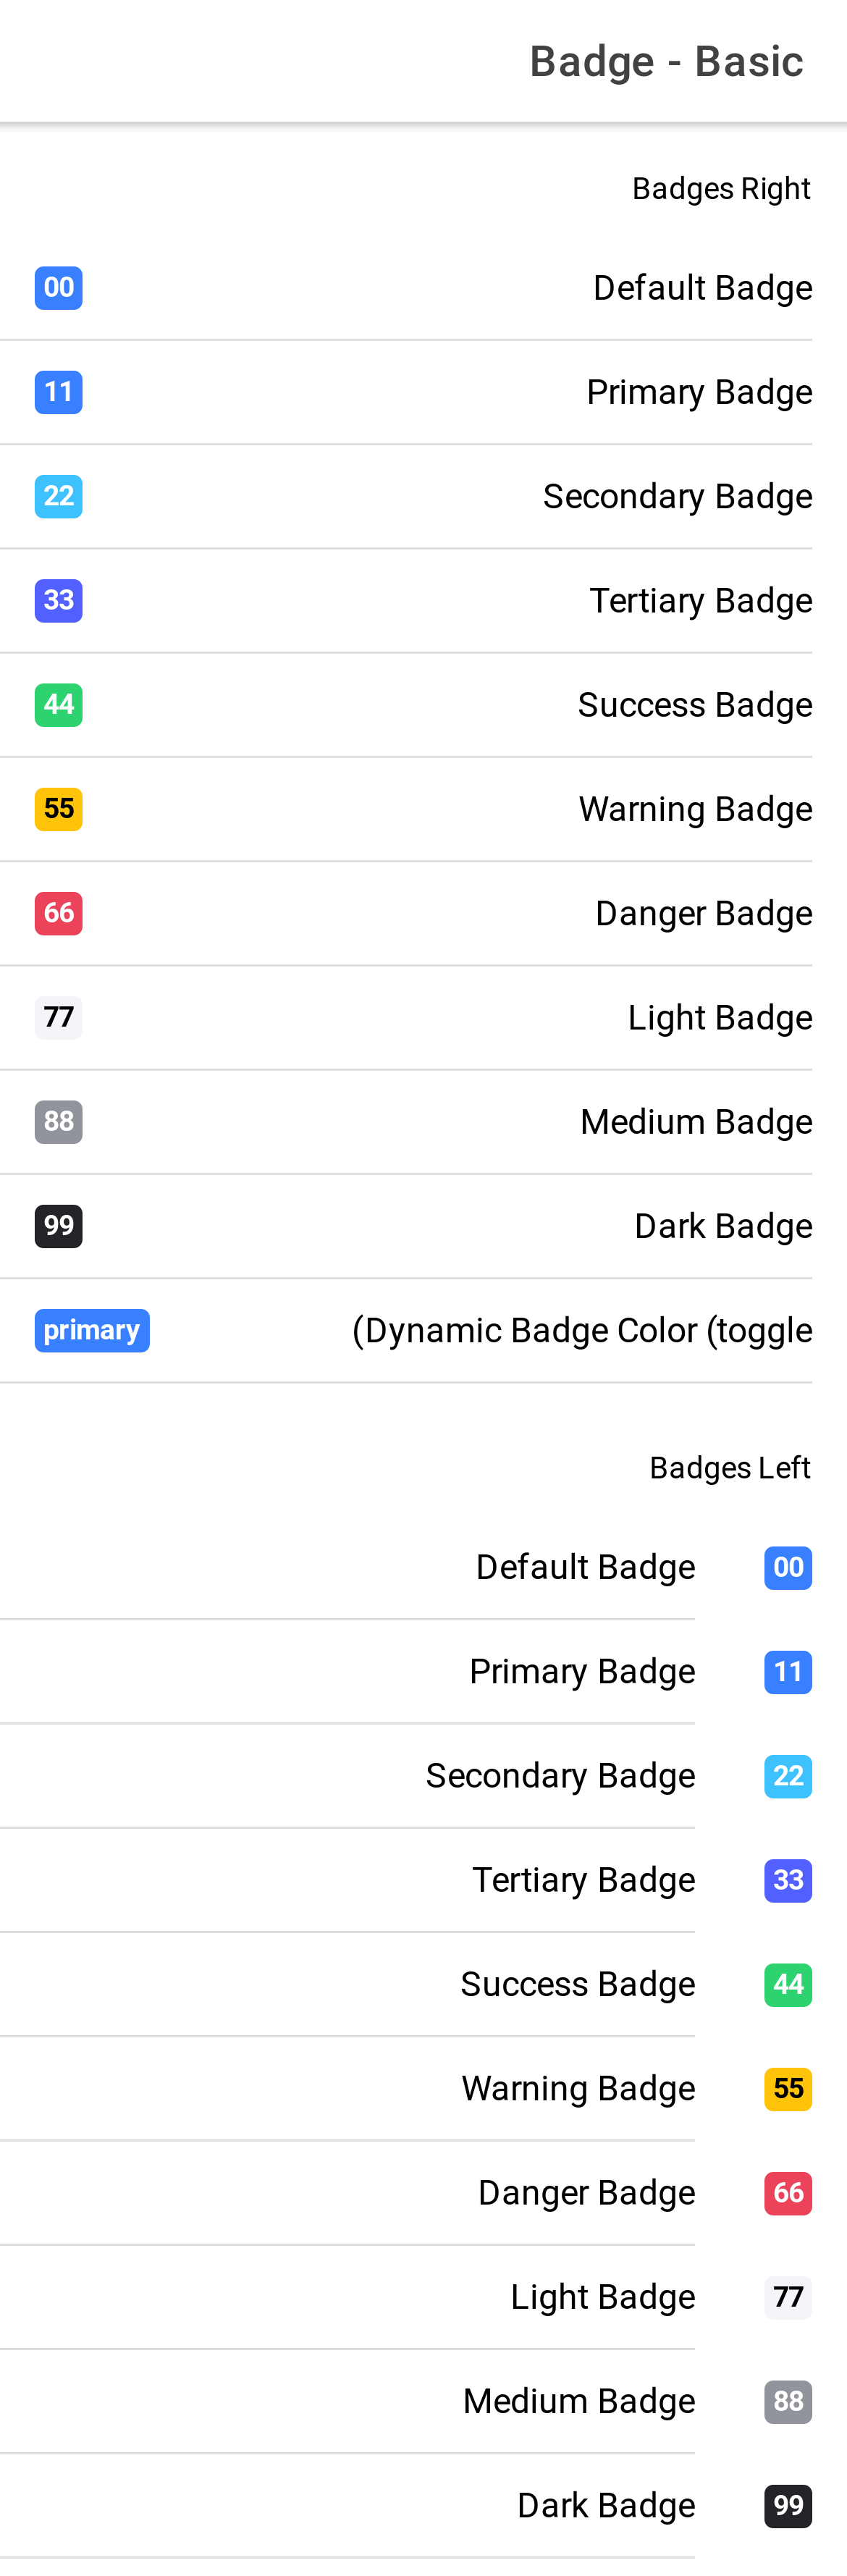 Badge - Basic
Badges Right
00 Default Badge
11 Primary Badge
22 Secondary Badge
33 Tertiary Badge
44 Success Badge
55 Warning Badge
66 Danger Badge
77 Light Badge
88 Medium Badge
99 Dark Badge
primary (Dynamic Badge Color (toggle
Badges Left
Default Badge 00
Primary Badge 11
Secondary Badge 22
Tertiary Badge 33
Success Badge 44
Warning Badge 55
Danger Badge 66
Light Badge 77
Medium Badge 88
Dark Badge 99